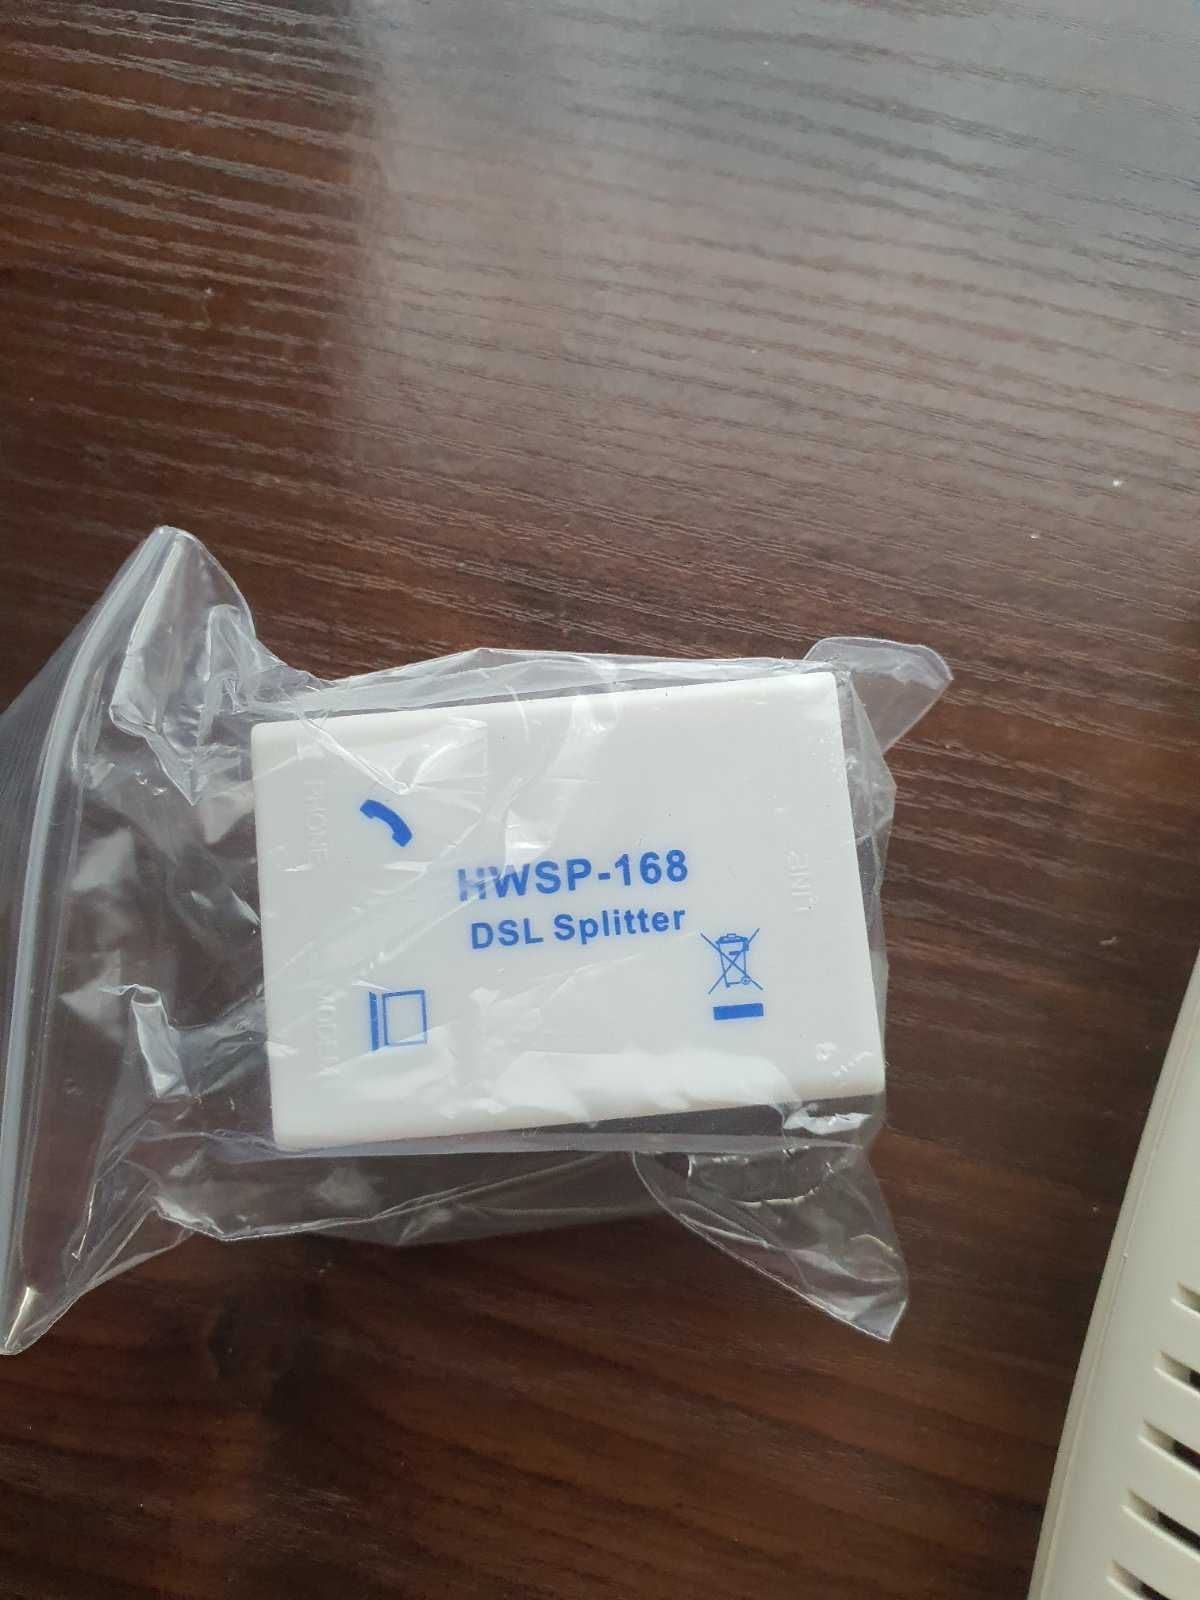 PHONE
HWSP-168
DSL Splitter
LINE
MODEM